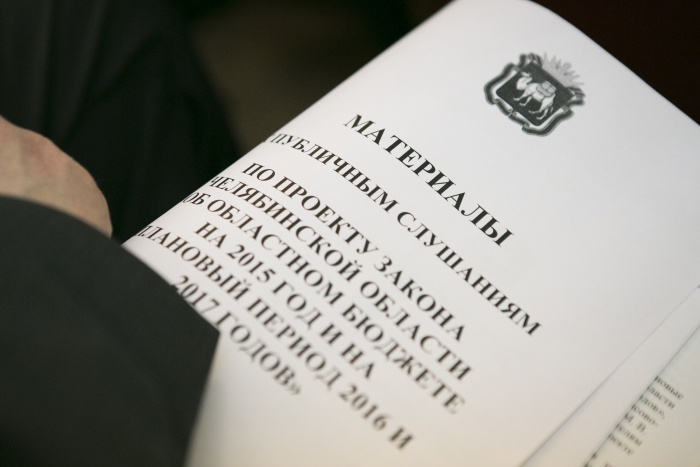 МАТЕРИАЛЫ
ПУБЛИЧНЫМ СЛУШАНИЯМ
ПО ПРОЕКТУ ЗАКОНА
ЧЕЛЯБИНСКОЙ ОБЛАСТИ
ОБ ОБЛАСТНОМ БЮДЖЕТЕ
НА 2015 ГОД И НА
ПЛАНОВЫЙ ПЕРИОД 2016 И
2017 ГОДОВ»